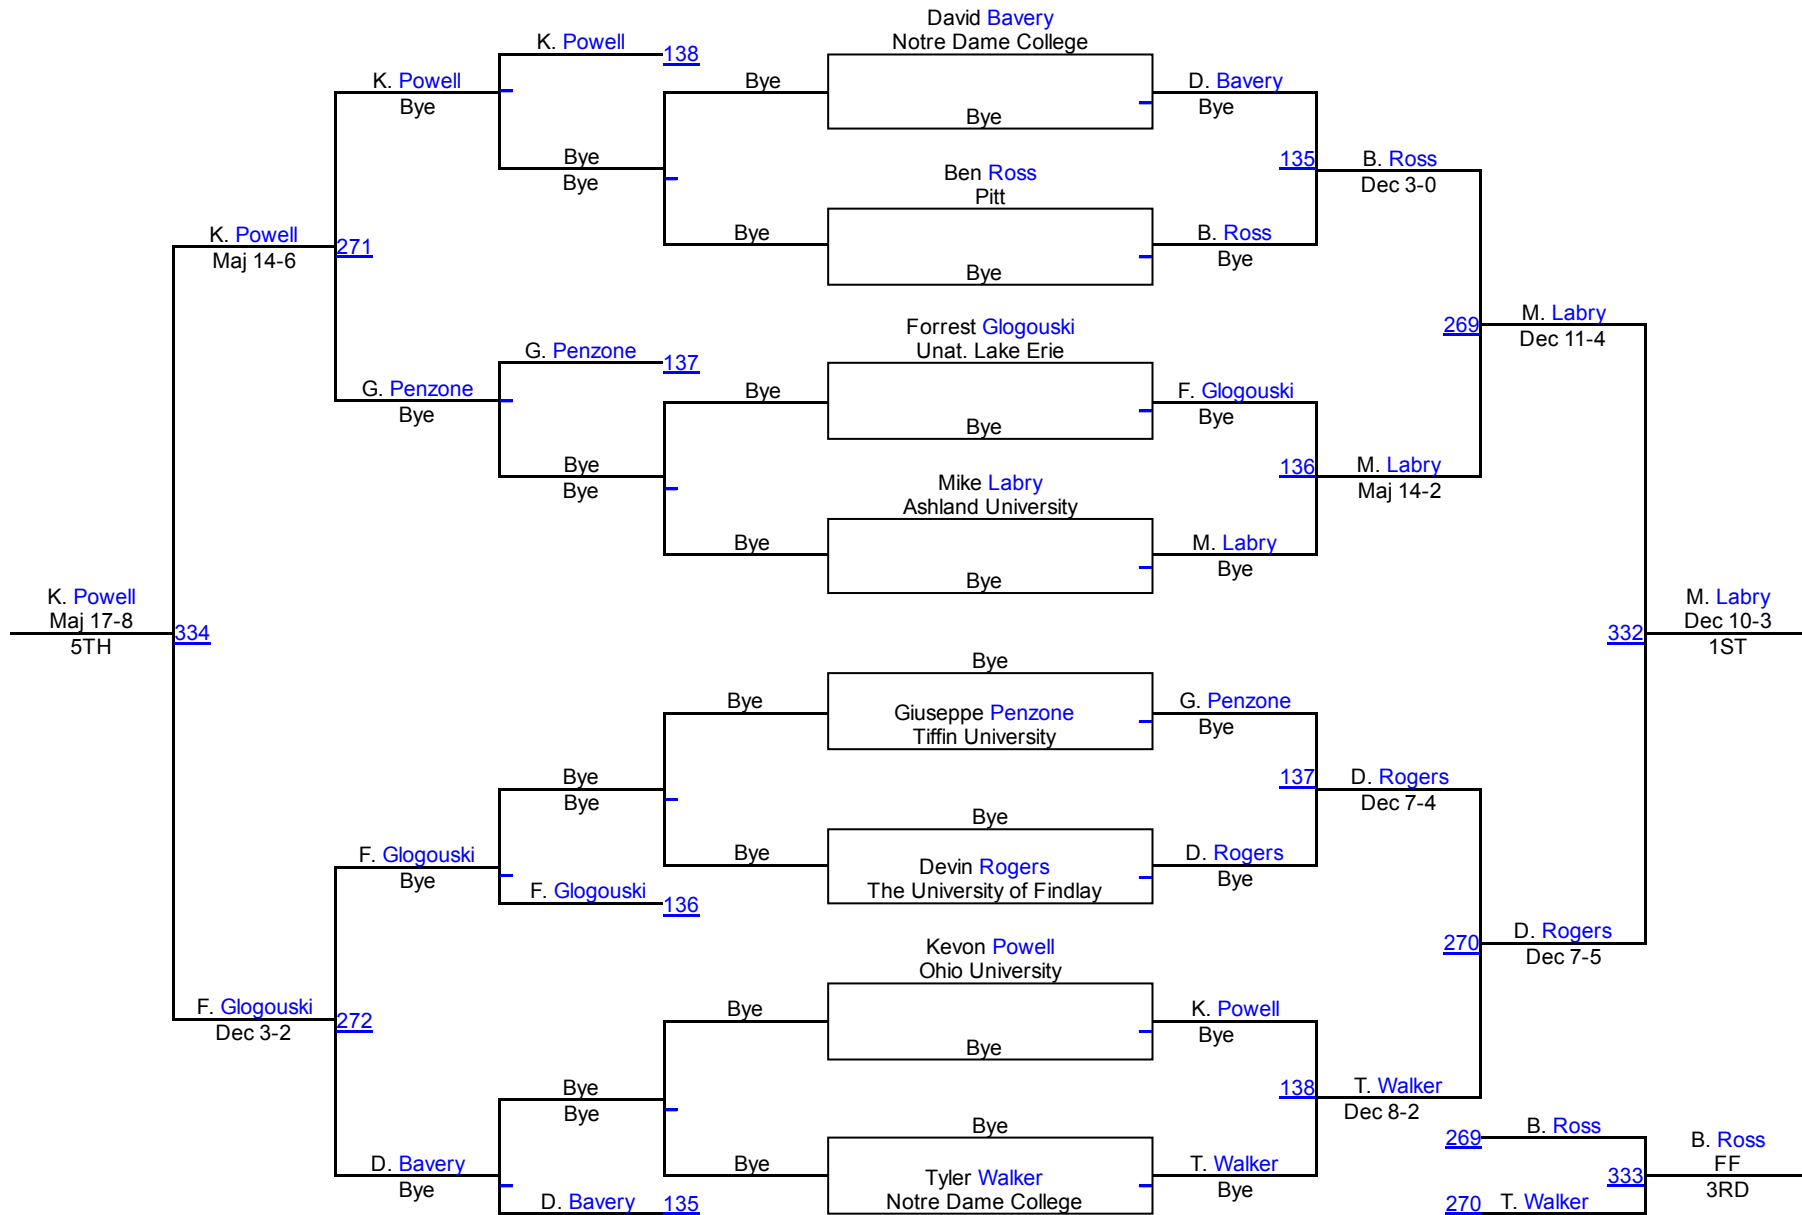 David Bavery
Notre Dame College
K. Powell
138
K. Powell
Bye
Bye
D. Bavery
Bye
Bye
Bye
Bye
135
B. Ross
Dec 3-0
Ben Ross
Pitt
K. Powell
Maj 14-6
271
Bye
B. Ross
Bye
Bye
Forrest Glogouski
Unat. Lake Erie
269
M. Labry
Dec 11-4
G. Penzone
137
G. Penzone
Bye
Bye
F. Glogouski
Bye
Bye
Bye
Bye
136
M. Labry
Maj 14-2
Mike Labry
Ashland University
Bye
M. Labry
Bye
Bye
K. Powell
Maj 17-8
5TH
334
332
M. Labry
Dec 10-3
1ST
Bye
Bye
Giuseppe Penzone
Tiffin University
G. Penzone
Bye
Bye
Bye
137
D. Rogers
Dec 7-4
Bye
F. Glogouski
Bye
Bye
Devin Rogers
The University of Findlay
D. Rogers
Bye
F. Glogouski
136
Kevon Powell
Ohio University
270
D. Rogers
Dec 7-5
F. Glogouski
Dec 3-2
272
Bye
K. Powell
Bye
Bye
Bye
Bye
138
T. Walker
Dec 8-2
Bye
269
B. Ross
D. Bavery
Bye
Bye
Tyler Walker
Notre Dame College
T. Walker
Bye
333
B. Ross
FF
3RD
D. Bavery
135
270
T. Walker